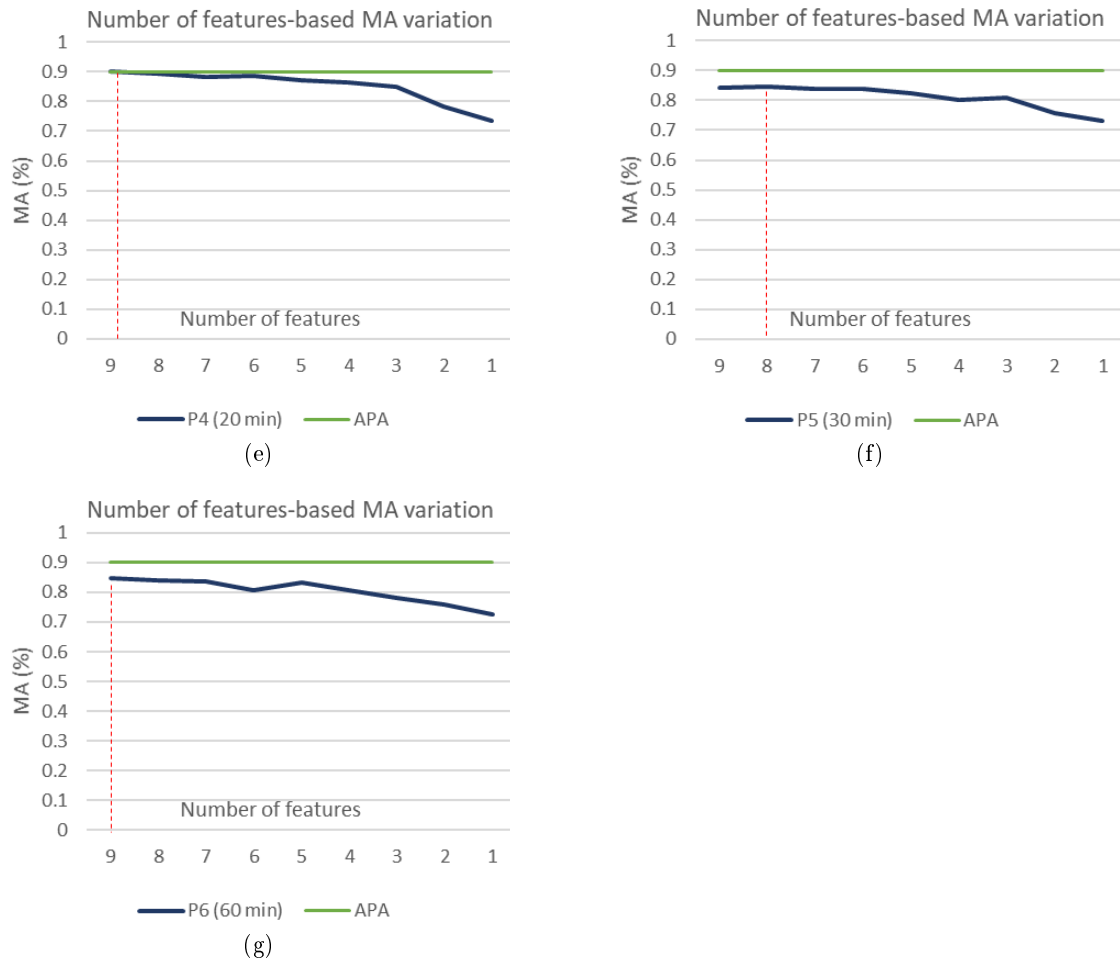 Number of features-based MA variation
1
0.9
0.8
0.7
0.6
0.5
0.4
0.3
0.2
0.1
0
MA (%)
Number of features
9 8 7 6 5 4 3 2 1
P4 (20 min) APA
(e)
Number of features-based MA variation
1
0.9
0.8
0.7
0.6
0.5
0.4
0.3
0.2
0.1
0
MA (%)
Number of features
9 8 7 6 5 4 3 2 1
P5 (30 min) APA
(f)
Number of features-based MA variation
1
0.9
0.8
0.7
0.6
0.5
0.4
0.3
0.2
0.1
0
MA (%)
Number of features
9 8 7 6 5 4 3 2 1
P6 (60 min) APA
(g)